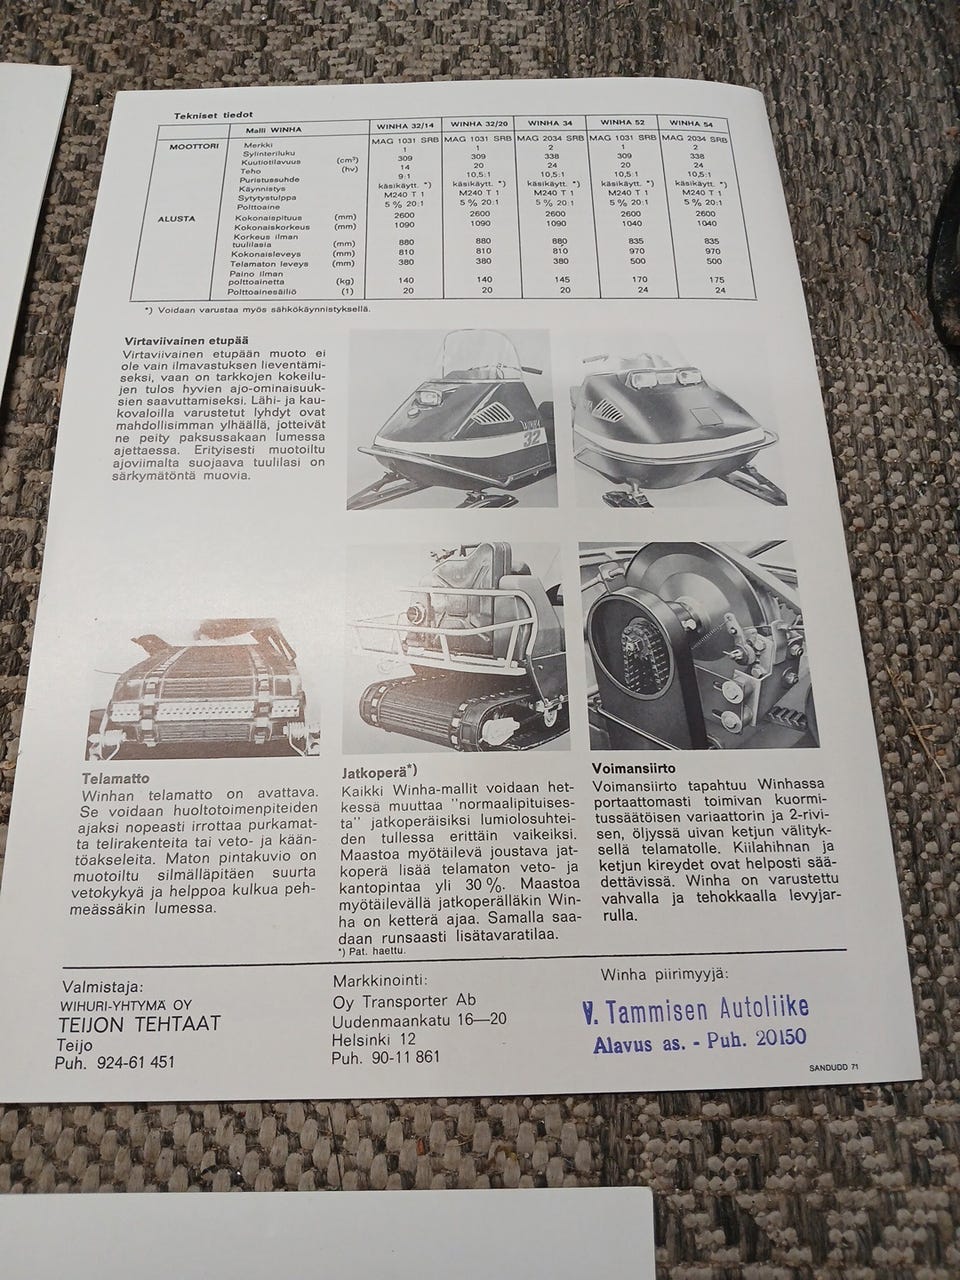 Tekniset tiedot
Malli WINHA WINHA 32/14 WINHA 32/20 WINHA 34 WINHA 52 WINHA 54
MOOTTORI Merkki MAG 1031 SRB MAG 1031 SRB MAG 2034 SRB MAG 1031 SRB MAG 2034 SRB
Sylinteriluku 1 1 2 1 2
Kuutiotilavuus (cm³) 309 309 338 309 338
Teho (hv) 14 20 24 20 24
Puristussuhde 9:1 10,5:1 10,5:1 10,5:1 10,5:1
Käynnistys käsikäytt. *) käsikäytt. *) käsikäytt. *) käsikäytt. *) käsikäytt. *)
Sytytystulppa M240 T 1 M240 T 1 M240 T 1 M240 T 1 M240 T 1
Polttoaine 5 % 20:1 5 % 20:1 5 % 20:1 5 % 20:1 5 % 20:1
ALUSTA Kokonaispituus (mm) 2600 2600 2600 2600 2600
Kokonaiskorkeus (mm) 1090 1090 1090 1040 1040
Korkeus ilman
tuulilasia (mm) 880 880 880 835 835
Kokonaisleveys (mm) 810 810 810 970 970
Telamaton leveys (mm) 380 380 380 500 500
Paino ilman
polttoainetta (kg) 140 140 145 170 175
Polttoainesäiliö (1) 20 20 20 24 24
*) Voidaan varustaa myös sähkökäynnistyksellä.
Virtaviivainen etupää
Virtaviivainen etupään muoto ei
ole vain ilmavastuksen lieventämi-
seksi, vaan on tarkkojen kokeilu-
jen tulos hyvien ajo-ominaisuuk-
sien saavuttamiseksi. Lähi- ja kau-
kovaloilla varustetut lyhdyt ovat
mahdollisimman ylhäällä, jotteivät
ne peity paksussakaan lumessa
ajettaessa. Erityisesti muotoiltu
ajoviimalta suojaava tuulilasi on
särkymätöntä muovia.
WINHA
32
Telamatto
Winhan telamatto on avattava.
Se voidaan huoltotoimenpiteiden
ajaksi nopeasti irrottaa purkamat-
ta telirakenteita tai veto- ja kään-
töakseleita. Maton pintakuvio on
muotoiltu silmälläpitäen suurta
vetokykyä ja helppoa kulkua peh-
meässäkin lumessa.
Jatkoperä*)
Kaikki Winha-mallit voidaan het-
kessä muuttaa "normaalipituises-
ta" jatkoperäisiksi lumiolosuhtei-
den tullessa erittäin vaikeiksi.
Maastoa myötäilevä joustava jat-
koperä lisää telamaton veto- ja
kantopintaa yli 30 %. Maastoa
myötäilevällä jatkoperälläkin Win-
ha on ketterä ajaa. Samalla saa-
daan runsaasti lisätavaratilaa.
*) Pat. haettu.
Voimansiirto
Voimansiirto tapahtuu Winhassa
portaattomasti toimivan kuormi-
tussäätöisen variaattorin ja 2-rivi-
sen, öljyssä uivan ketjun välityk-
sellä telamatolle. Kiilahihnan ja
ketjun kireydet ovat helposti sää-
dettävissä. Winha on varustettu
vahvalla ja tehokkaalla levyjar-
rulla.
Valmistaja:
WIHURI-YHTYMÄ OY
TEIJON TEHTAAT
Teijo
Puh. 924-61 451
Markkinointi:
Oy Transporter Ab
Uudenmaankatu 16—20
Helsinki 12
Puh. 90-11 861
Winha piirimyyjä:
V. Tammisen Autoliike
Alavus as. - Puh. 20150
SANDUDD 71